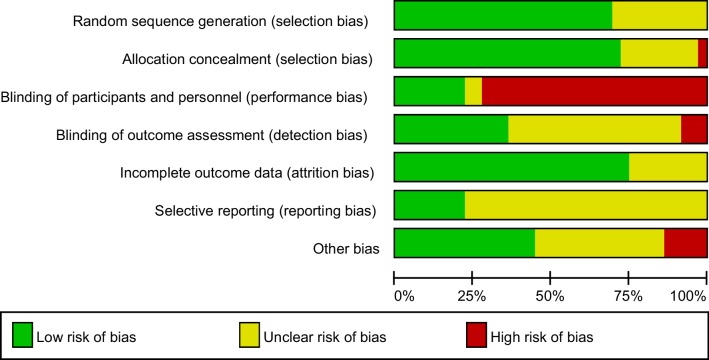 Random sequence generation (selection bias)
Allocation concealment (selection bias)
Blinding of participants and personnel (performance bias)
Blinding of outcome assessment (detection bias)
Incomplete outcome data (attrition bias)
Selective reporting (reporting bias)
Other bias
0% 25% 50% 75% 100%
Low risk of bias Unclear risk of bias High risk of bias